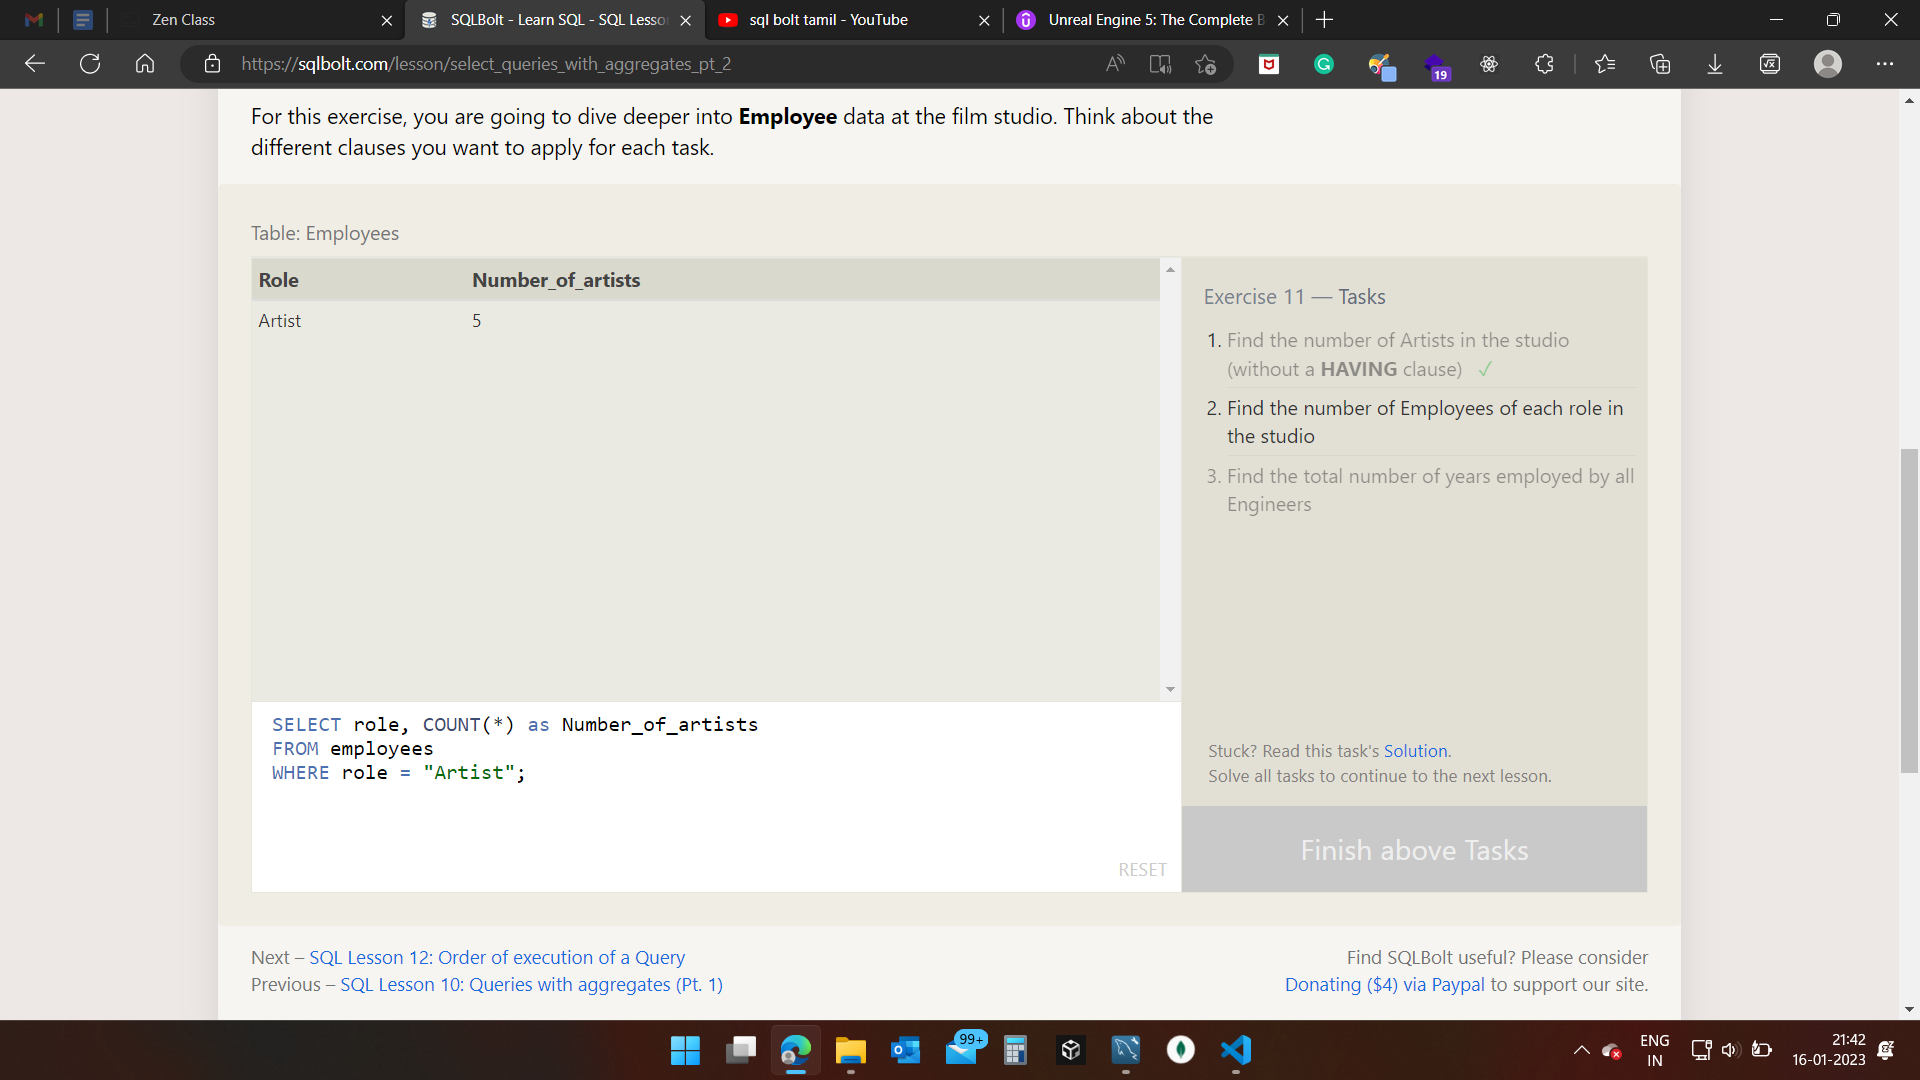 Zen Class
SQLBolt - Learn SQL - SQL Lesso
sql bolt tamil - YouTube
Unreal Engine 5: The Complete B
https://sqlbolt.com/lesson/select_queries_with_aggregates_pt_2
19
For this exercise, you are going to dive deeper into Employee data at the film studio. Think about the
different clauses you want to apply for each task.
Table: Employees
Role Number_of_artists
Artist 5
SELECT role, COUNT(*) as Number_of_artists
FROM employees
WHERE role = "Artist";
RESET
Exercise 11 — Tasks
1. Find the number of Artists in the studio
(without a HAVING clause) ✓
2. Find the number of Employees of each role in
the studio
3. Find the total number of years employed by all
Engineers
Stuck? Read this task's Solution.
Solve all tasks to continue to the next lesson.
Finish above Tasks
Next – SQL Lesson 12: Order of execution of a Query
Previous – SQL Lesson 10: Queries with aggregates (Pt. 1)
Find SQLBolt useful? Please consider
Donating ($4) via Paypal to support our site.
99+
ENG
IN
21:42
16-01-2023